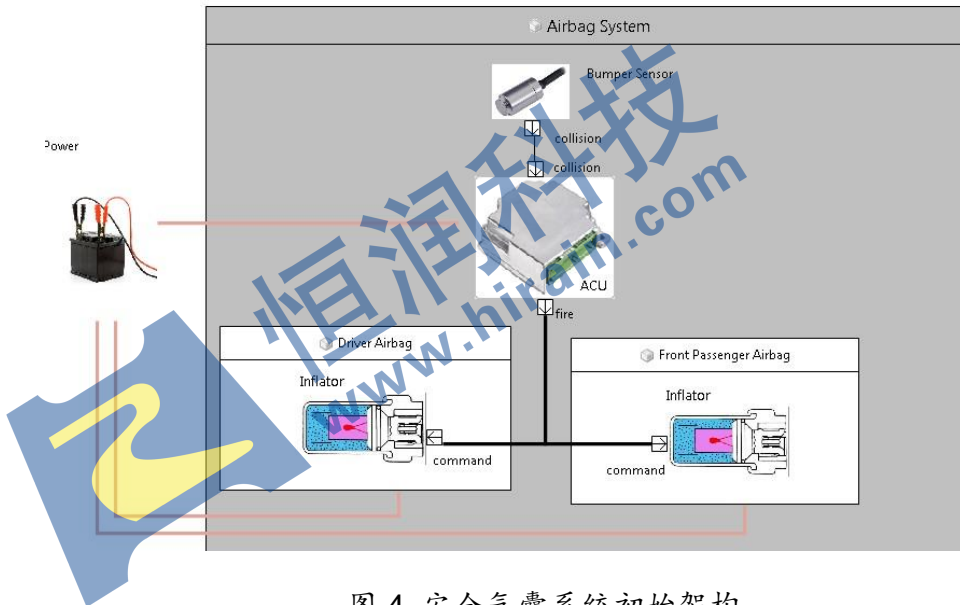 Airbag System
Bumper Sensor
collision
collision
Power
ACU
fire
Driver Airbag
Front Passenger Airbag
Inflator
Inflator
command
command
恒润科技
www.hirain.com
图 4 安全气囊系统初始架构